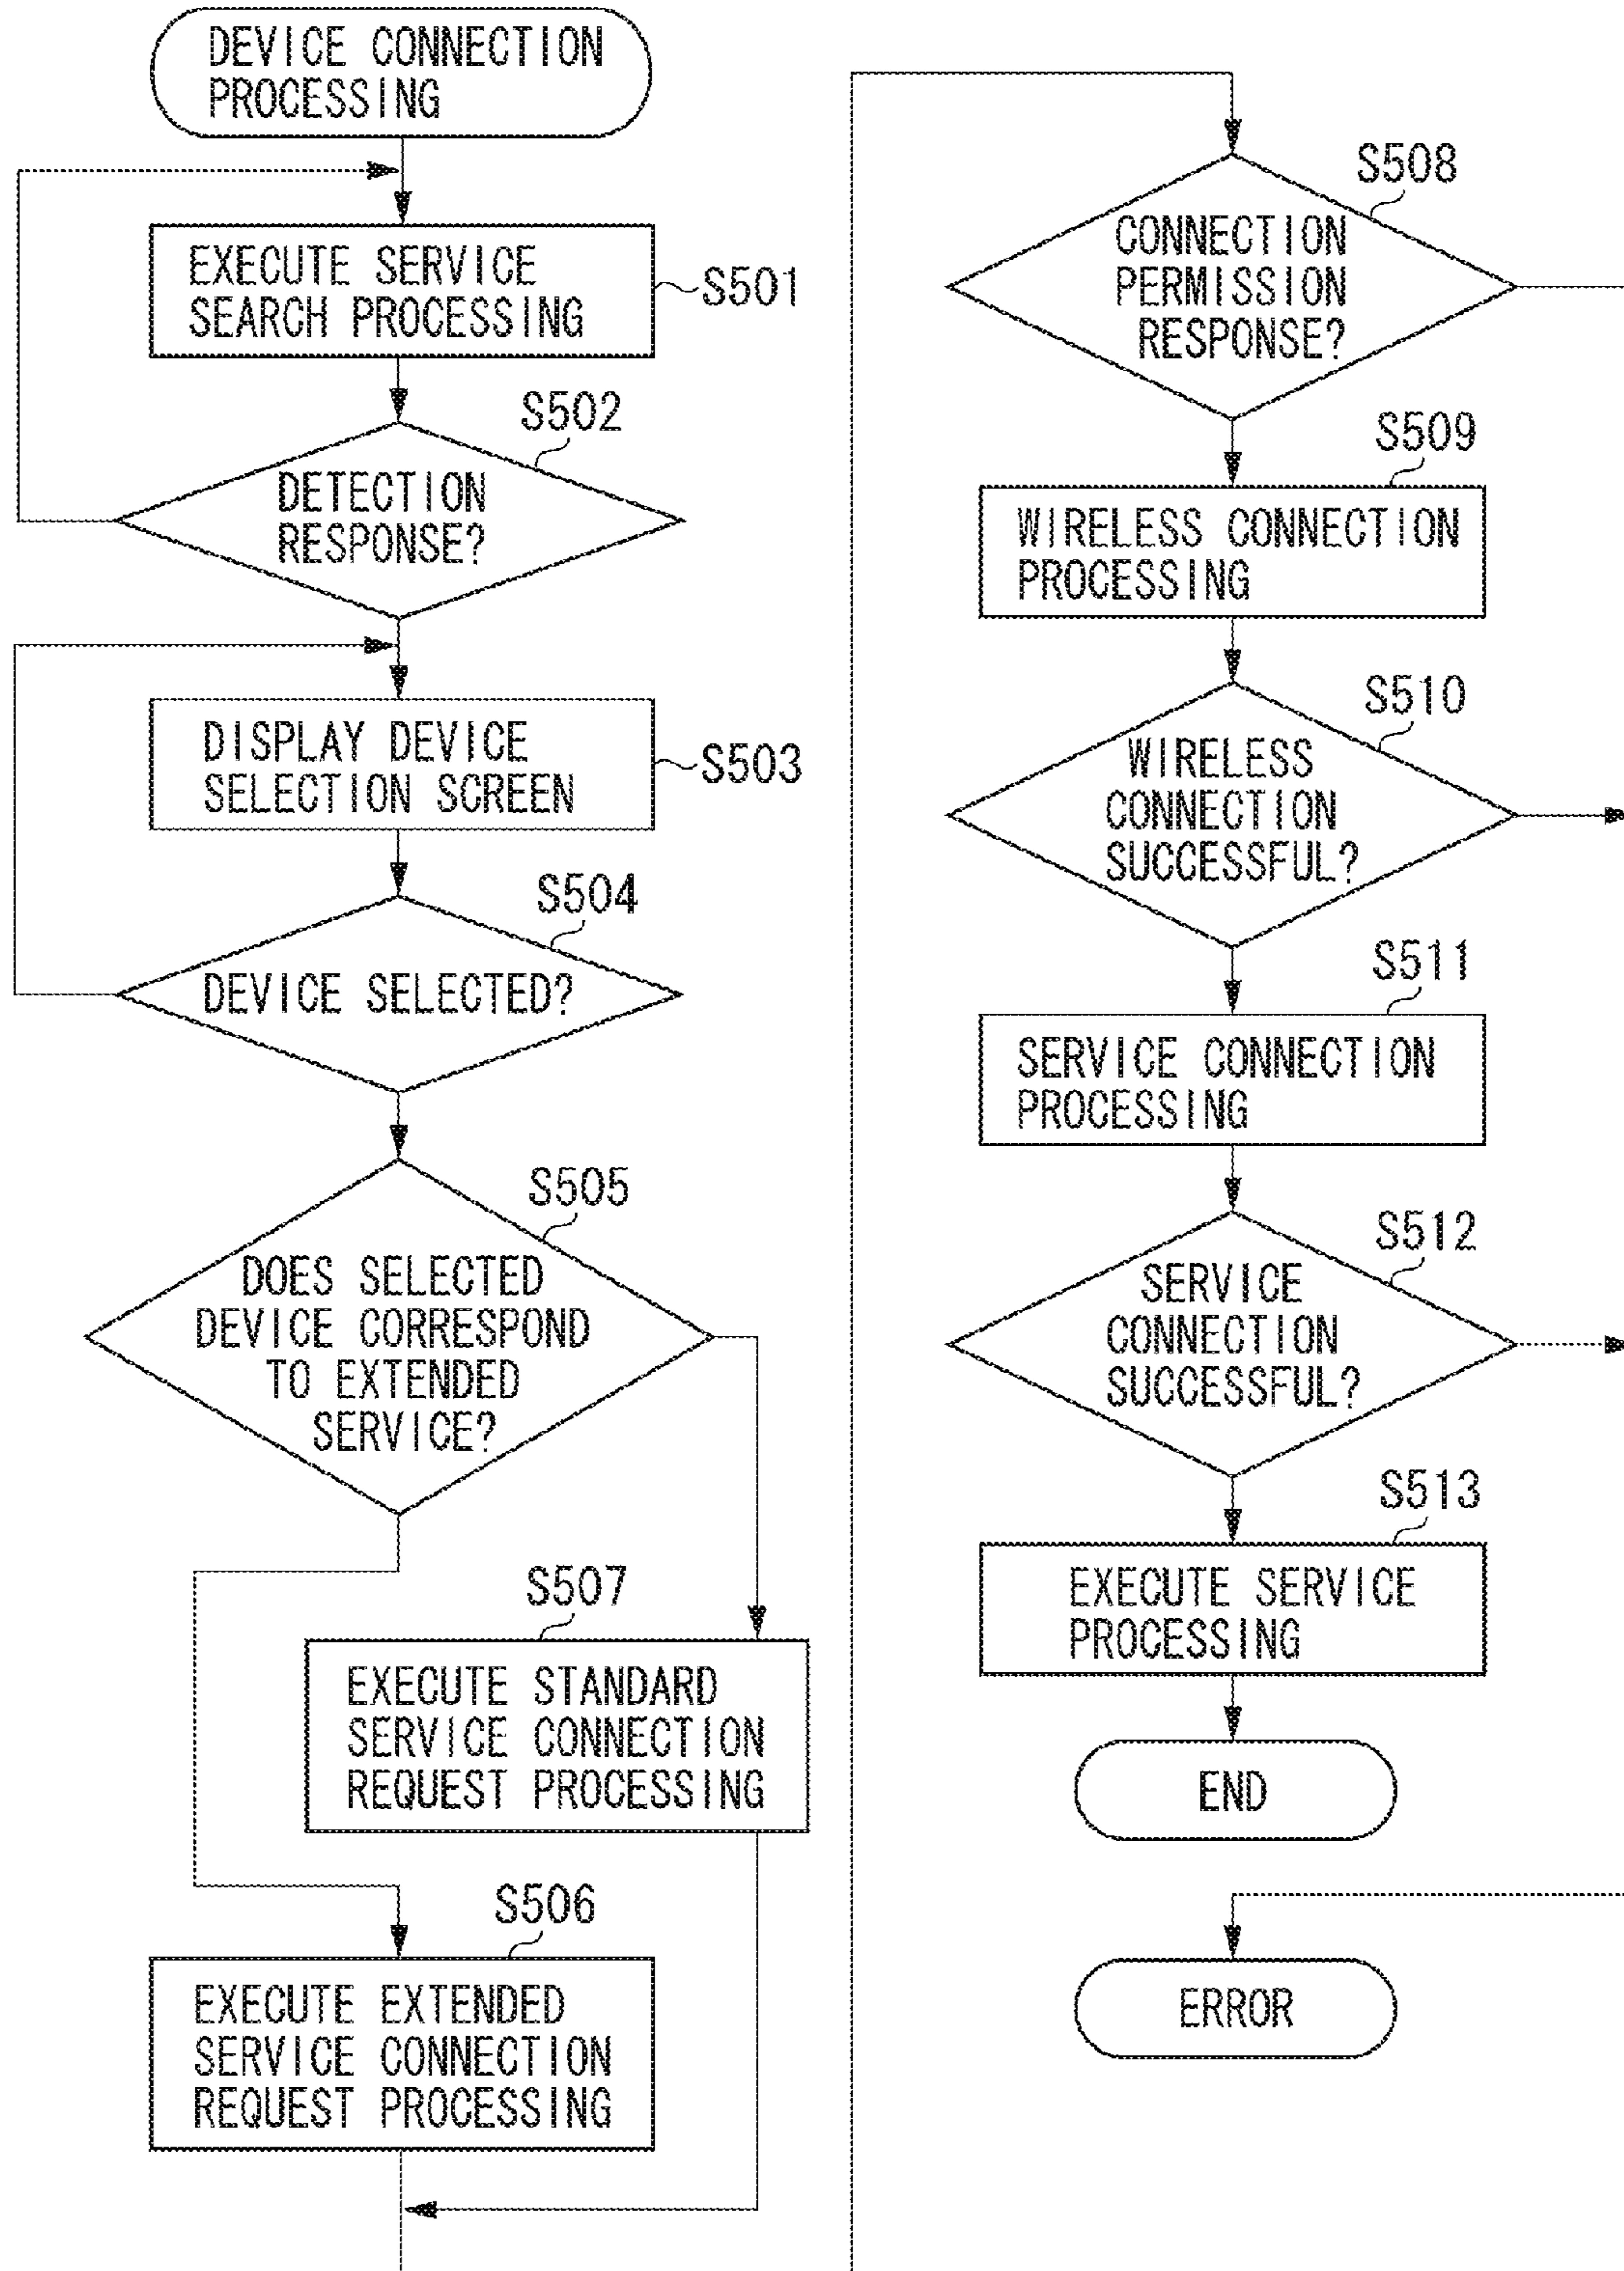 DEVICE CONNECTION
PROCESSING
EXECUTE SERVICE
SEARCH PROCESSING
S501
S502
DETECTION
RESPONSE?
DISPLAY DEVICE
SELECTION SCREEN
S503
S504
DEVICE SELECTED?
S505
DOES SELECTED
DEVICE CORRESPOND
TO EXTENDED
SERVICE?
S507
EXECUTE STANDARD
SERVICE CONNECTION
REQUEST PROCESSING
S506
EXECUTE EXTENDED
SERVICE CONNECTION
REQUEST PROCESSING
S508
CONNECTION
PERMISSION
RESPONSE?
S509
WIRELESS CONNECTION
PROCESSING
S510
WIRELESS
CONNECTION
SUCCESSFUL?
S511
SERVICE CONNECTION
PROCESSING
S512
SERVICE
CONNECTION
SUCCESSFUL?
S513
EXECUTE SERVICE
PROCESSING
END
ERROR